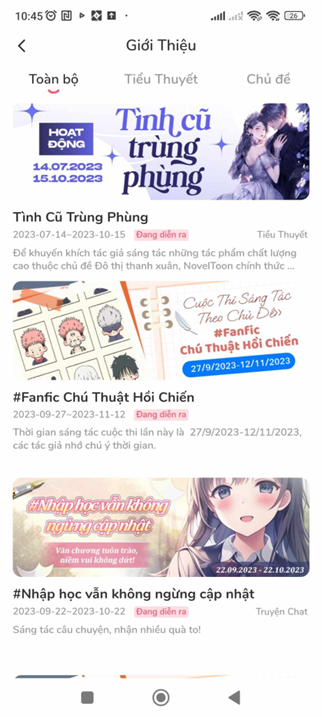 10:45
26
Giới Thiệu
Toàn bộ
Tiểu Thuyết
Chủ đề
HOẠT ĐỘNG
14.07.2023
15.10.2023
Tình cũ
trùng
phùng
Tình Cũ Trùng Phùng
2023-07-14~2023-10-15 Đang diễn ra Tiểu Thuyết
Để khuyến khích tác giả sáng tác những tác phẩm chất lượng
cao thuộc chủ đề Đô thị thanh xuân, NovelToon chính thức ...
Cuộc Thi Sáng Tác
Theo Chủ Đề>
#Fanfic
Chú Thuật Hồi Chiến
27/9/2023-12/11/2023
#Fanfic Chú Thuật Hồi Chiến
2023-09-27~2023-11-12 Đang diễn ra
Thời gian sáng tác cuộc thi lần này là 27/9/2023-12/11/2023,
các tác giả nhớ chú ý thời gian.
#Nhập học vẫn không
ngừng cập nhật
Văn chương tuôn trào,
niềm vui không dứt!
22.09.2023 - 22.10.2023
#Nhập học vẫn không ngừng cập nhật
2023-09-22~2023-10-22 Đang diễn ra Truyện Chat
Sáng tác câu chuyện, nhận nhiều quà to!